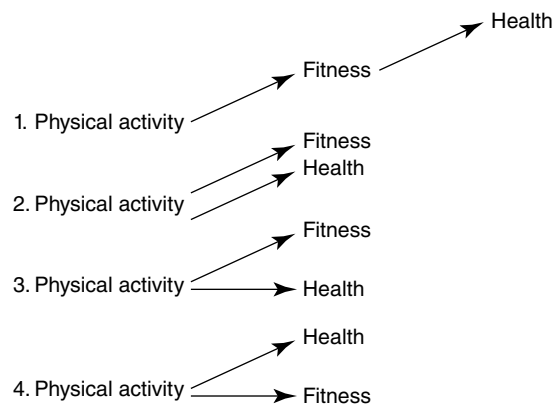 Health
Fitness
1. Physical activity
Fitness
Health
2. Physical activity
Fitness
3. Physical activity
Health
Health
4. Physical activity
Fitness